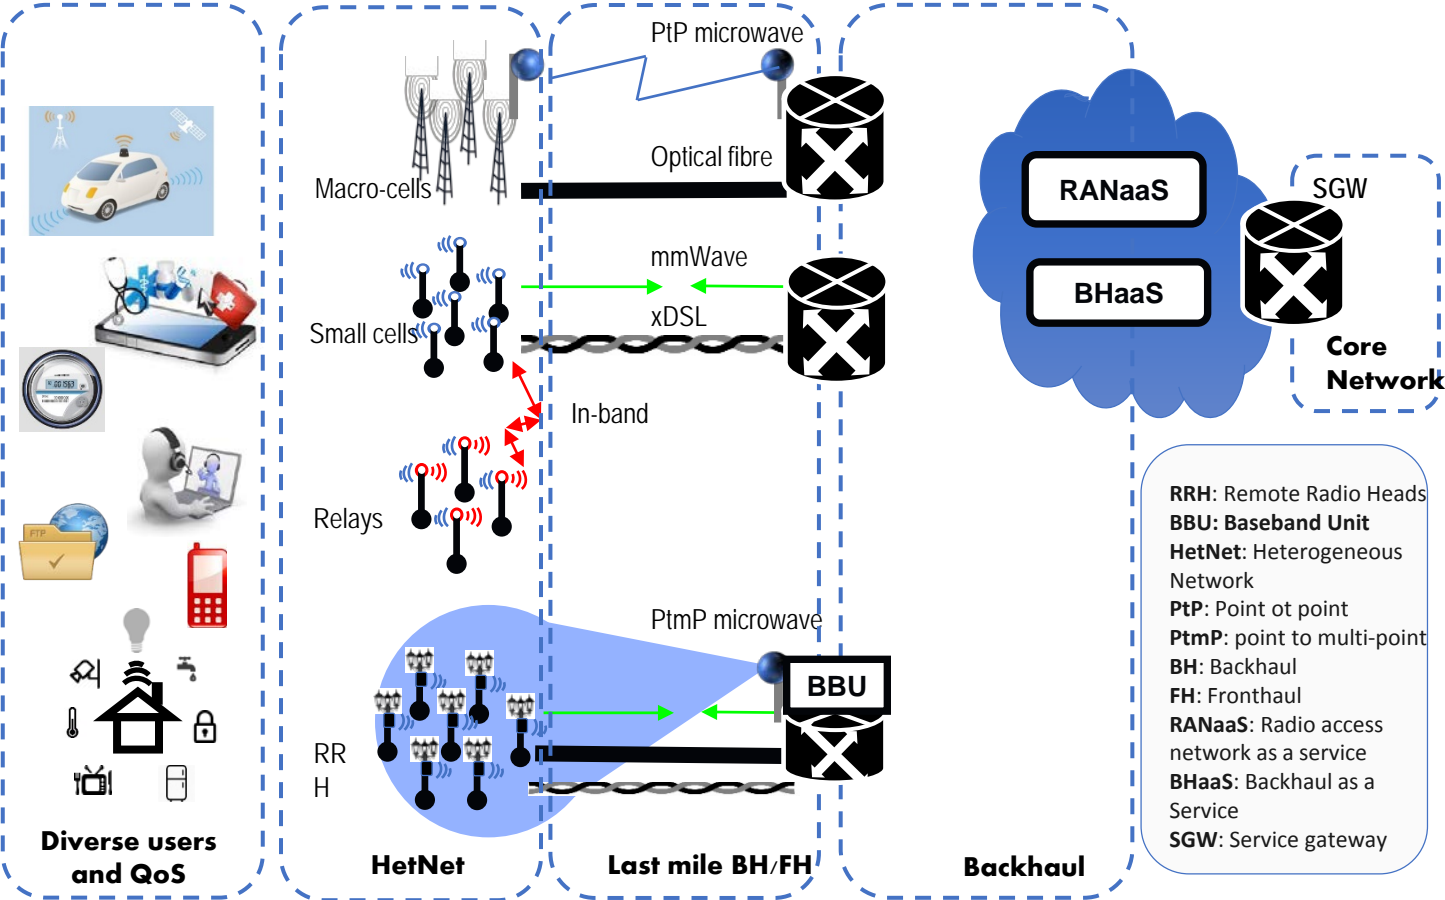 PtP microwave
Optical fibre
Macro-cells
mmWave
xDSL
Small cells
In-band
Relays
PtmP microwave
BBU
RR
H
FTP
RANaaS
BHaaS
SGW
Core
Network
Diverse users
and QoS
HetNet
Last mile BH/FH
Backhaul
RRH: Remote Radio Heads
BBU: Baseband Unit
HetNet: Heterogeneous
Network
PtP: Point ot point
PtmP: point to multi-point
BH: Backhaul
FH: Fronthaul
RANaaS: Radio access
network as a service
BHaaS: Backhaul as a
Service
SGW: Service gateway